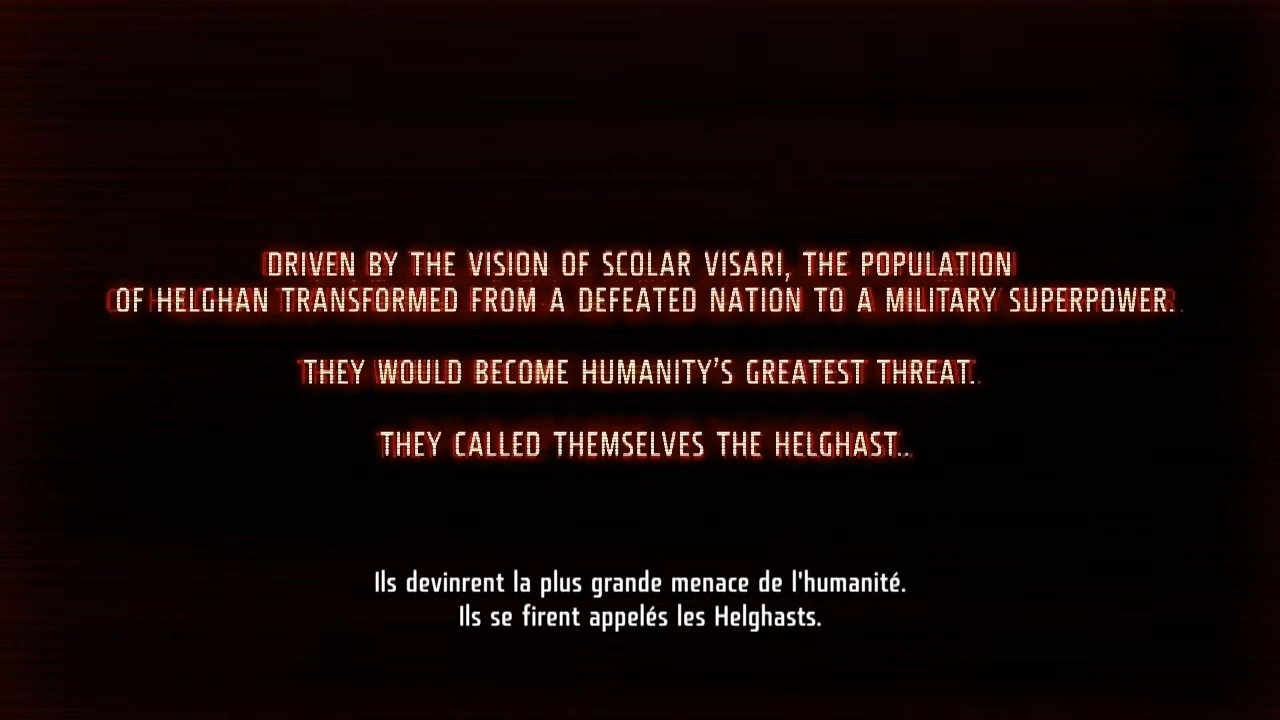 DRIVEN BY THE VISION OF SCOLAR VISARI, THE POPULATION
OF HELGHAN TRANSFORMED FROM A DEFEATED NATION TO A MILITARY SUPERPOWER.
THEY WOULD BECOME HUMANITY'S GREATEST THREAT.
THEY CALLED THEMSELVES THE HELGHAST..
Ils devinrent la plus grande menace de l'humanité.
Ils se firent appelés les Helghasts.